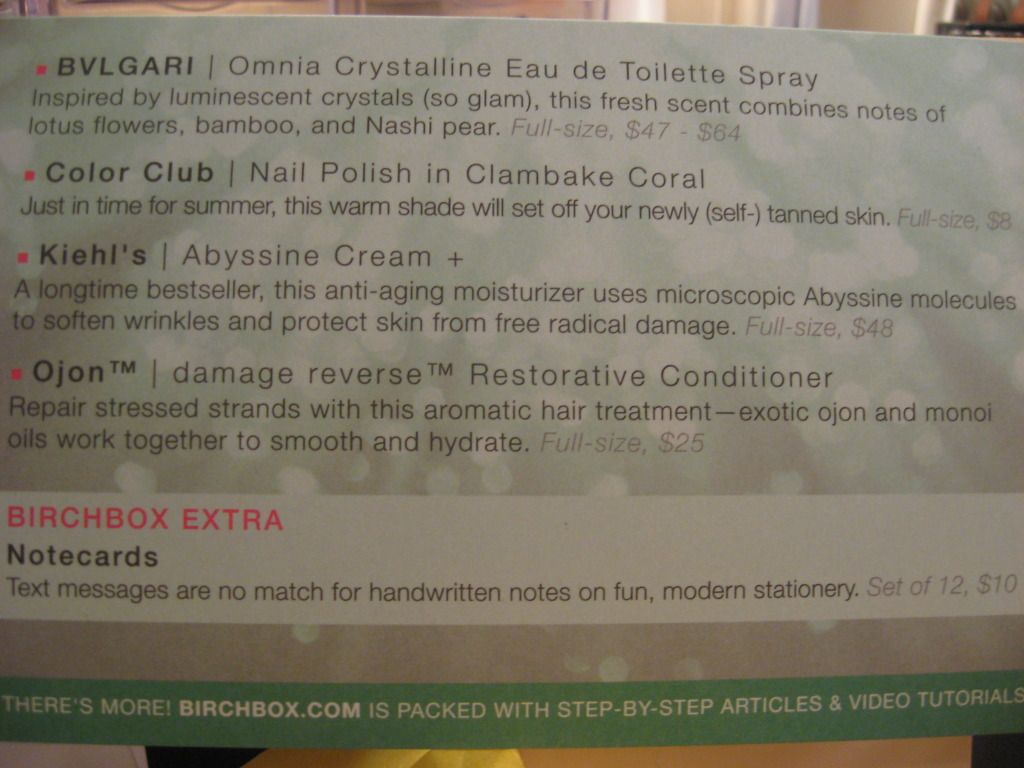 ▪ BVLGARI | Omnia Crystalline Eau de Toilette Spray
Inspired by luminescent crystals (so glam), this fresh scent combines notes of
lotus flowers, bamboo, and Nashi pear. Full-size, $47 - $64
▪ Color Club | Nail Polish in Clambake Coral
Just in time for summer, this warm shade will set off your newly (self-) tanned skin. Full-size, $8
▪ Kiehl's | Abyssine Cream +
A longtime bestseller, this anti-aging moisturizer uses microscopic Abyssine molecules
to soften wrinkles and protect skin from free radical damage. Full-size, $48
▪ Ojon™ | damage reverse™ Restorative Conditioner
Repair stressed strands with this aromatic hair treatment—exotic ojon and monoi
oils work together to smooth and hydrate. Full-size, $25
BIRCHBOX EXTRA
Notecards
Text messages are no match for handwritten notes on fun, modern stationery. Set of 12, $10
THERE'S MORE! BIRCHBOX.COM IS PACKED WITH STEP-BY-STEP ARTICLES & VIDEO TUTORIALS